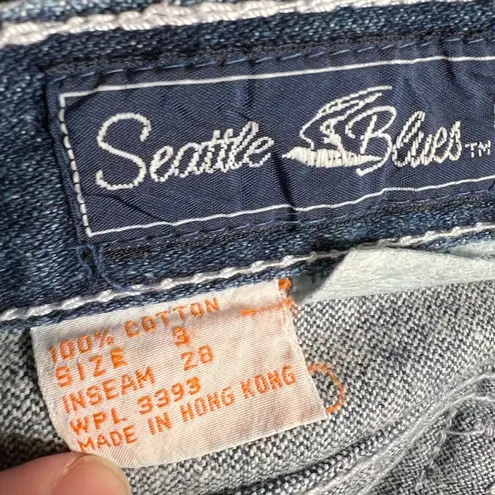 Seattle Blues™
100% COTTON
SIZE 3
INSEAM 28
WPL 3393
MADE IN HONG KONG